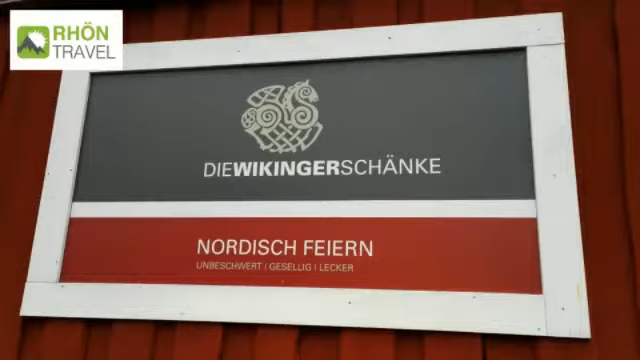 RHÖN
TRAVEL
DIEWIKINGERSCHÄNKE
NORDISCH FEIERN
UNBESCHWERT | GESELLIG | LECKER